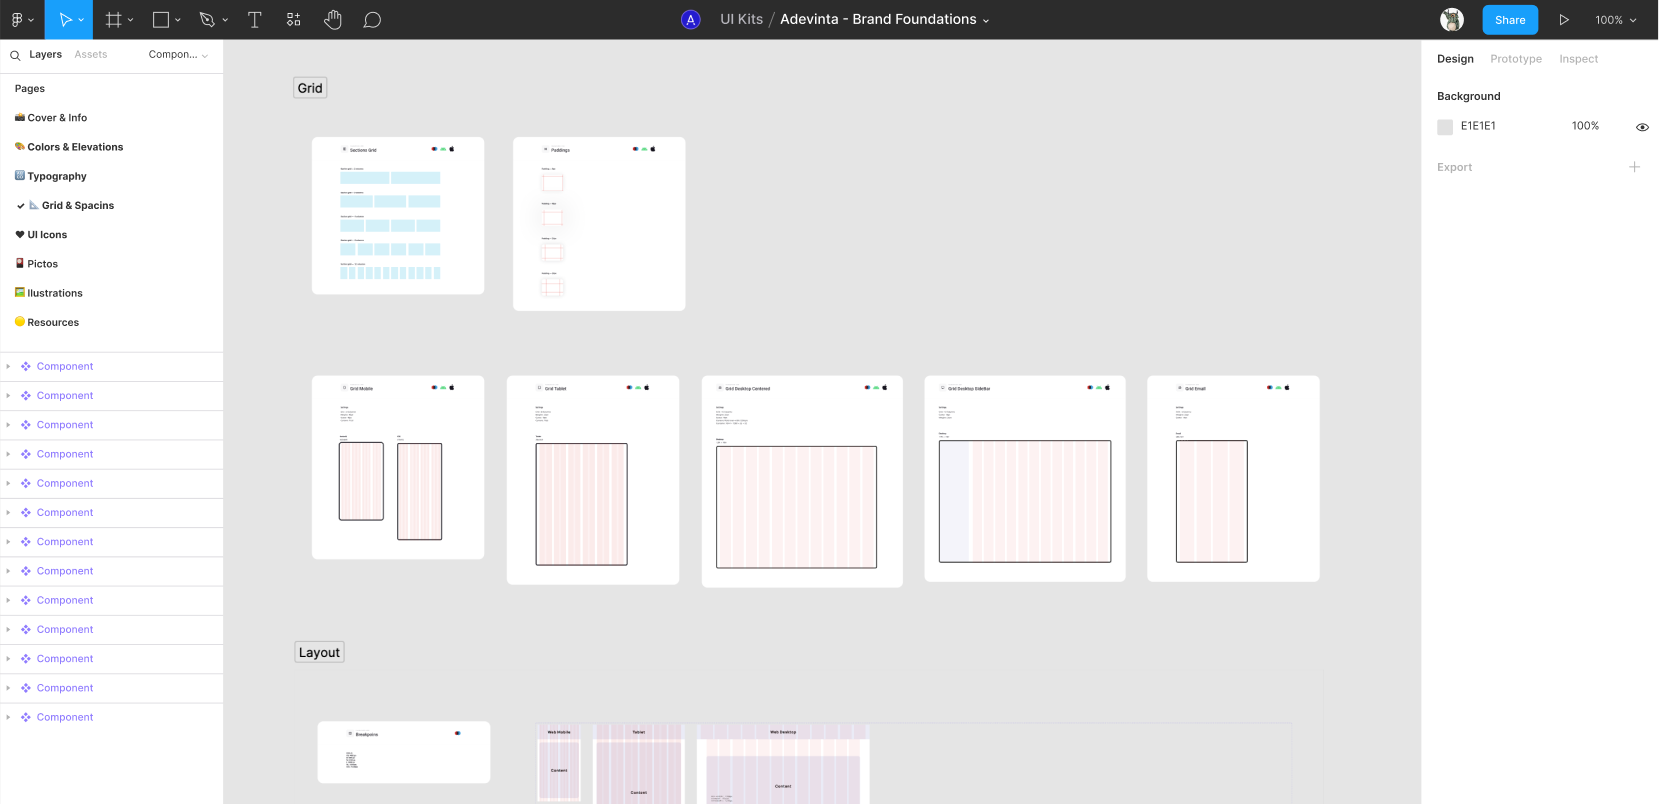 A
UI Kits / Adevinta - Brand Foundations
Share
100%
Layers
Assets
Compon...
Pages
Cover & Info
Colors & Elevations
Typography
Grid & Spacins
UI Icons
Pictos
Ilustrations
Resources
Component
Component
Component
Component
Component
Component
Component
Component
Component
Component
Component
Component
Component
Grid
Sections Grid
Paddings
Grid Mobile
Grid Tablet
Grid Desktop Centered
Grid Desktop SideBar
Grid Email
Layout
Breakpoints
Web Mobile
Tablet
Web Desktop
Content
Content
Content
Design
Prototype
Inspect
Background
E1E1E1
100%
Export